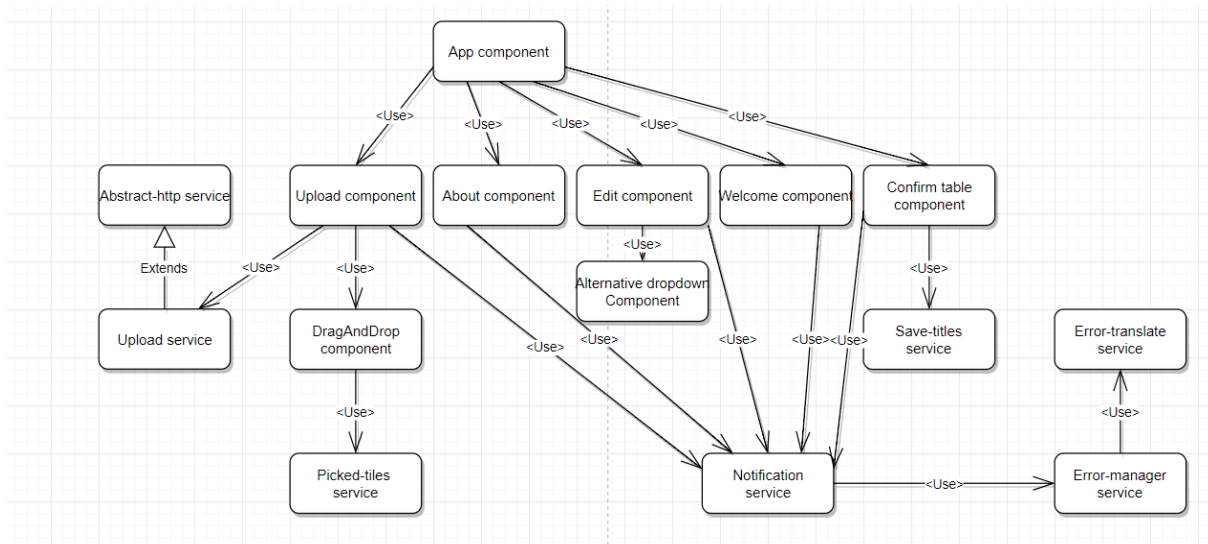 App component
<Use>
<Use>
<Use>
<Use>
<Use>
Abstract-http service
Upload component
About component
Edit component
Welcome component
Confirm table
component
Extends
<Use>
<Use>
<Use>
<Use>
Alternative dropdown
Component
Upload service
DragAndDrop
component
Save-titles
service
Error-translate
service
<Use>
<Use>
<Use>
<Use>
<Use>
<Use>
<Use>
Picked-tiles
service
Notification
service
<Use>
Error-manager
service